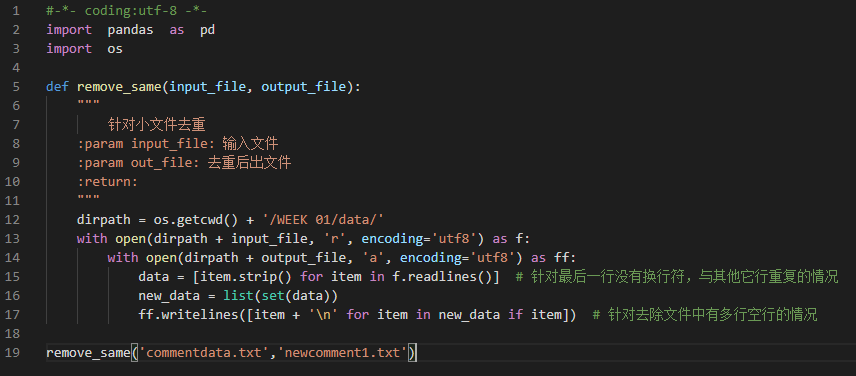 1 #-*- coding:utf-8 -*-
2 import pandas as pd
3 import os
4
5 def remove_same(input_file, output_file):
6 """
7 针对小文件去重
8 :param input_file: 输入文件
9 :param out_file: 去重后出文件
10 :return:
11 """
12 dirpath = os.getcwd() + '/WEEK 01/data/'
13 with open(dirpath + input_file, 'r', encoding='utf8') as f:
14 with open(dirpath + output_file, 'a', encoding='utf8') as ff:
15 data = [item.strip() for item in f.readlines()] # 针对最后一行没有换行符，与其他它行重复的情况
16 new_data = list(set(data))
17 ff.writelines([item + '\n' for item in new_data if item]) # 针对去除文件中有多行空行的情况
18
19 remove_same('commentdata.txt','newcomment1.txt')